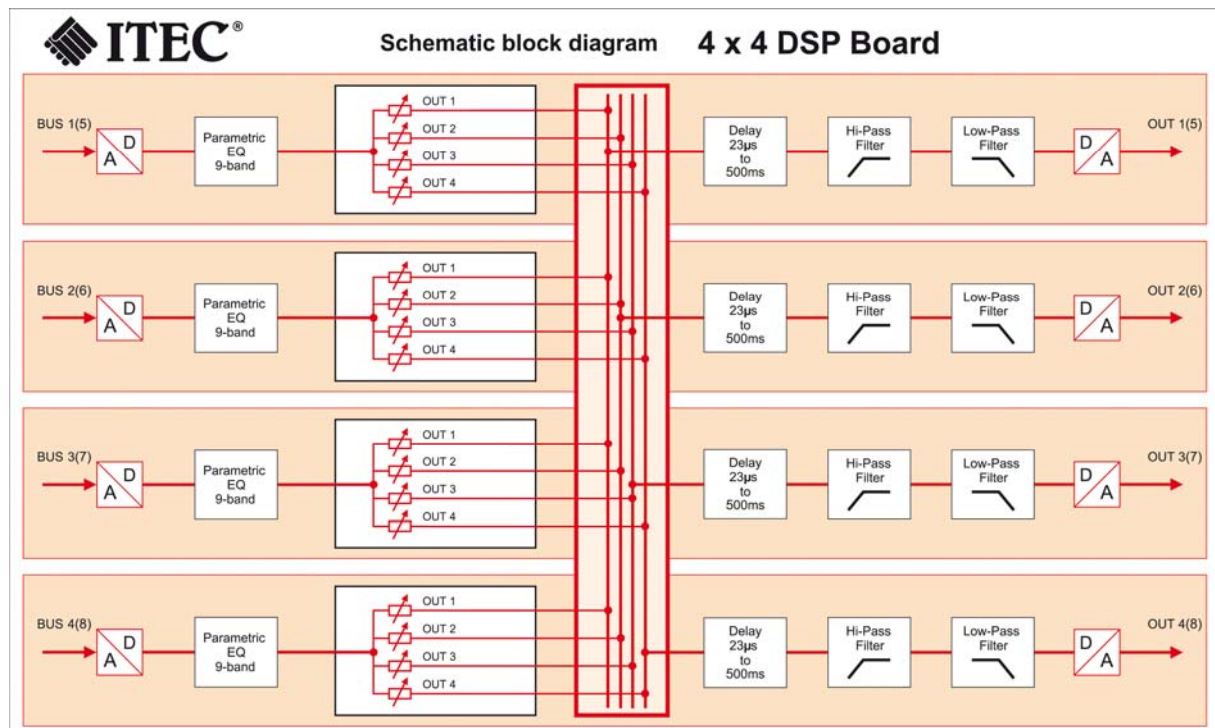 ITEC®
Schematic block diagram 4 x 4 DSP Board
BUS 1(5)
A D
Parametric
EQ
9-band
OUT 1
OUT 2
OUT 3
OUT 4
Delay
23µs
to
500ms
Hi-Pass
Filter
Low-Pass
Filter
D A
OUT 1(5)
BUS 2(6)
A D
Parametric
EQ
9-band
OUT 1
OUT 2
OUT 3
OUT 4
Delay
23µs
to
500ms
Hi-Pass
Filter
Low-Pass
Filter
D A
OUT 2(6)
BUS 3(7)
A D
Parametric
EQ
9-band
OUT 1
OUT 2
OUT 3
OUT 4
Delay
23µs
to
500ms
Hi-Pass
Filter
Low-Pass
Filter
D A
OUT 3(7)
BUS 4(8)
A D
Parametric
EQ
9-band
OUT 1
OUT 2
OUT 3
OUT 4
Delay
23µs
to
500ms
Hi-Pass
Filter
Low-Pass
Filter
D A
OUT 4(8)